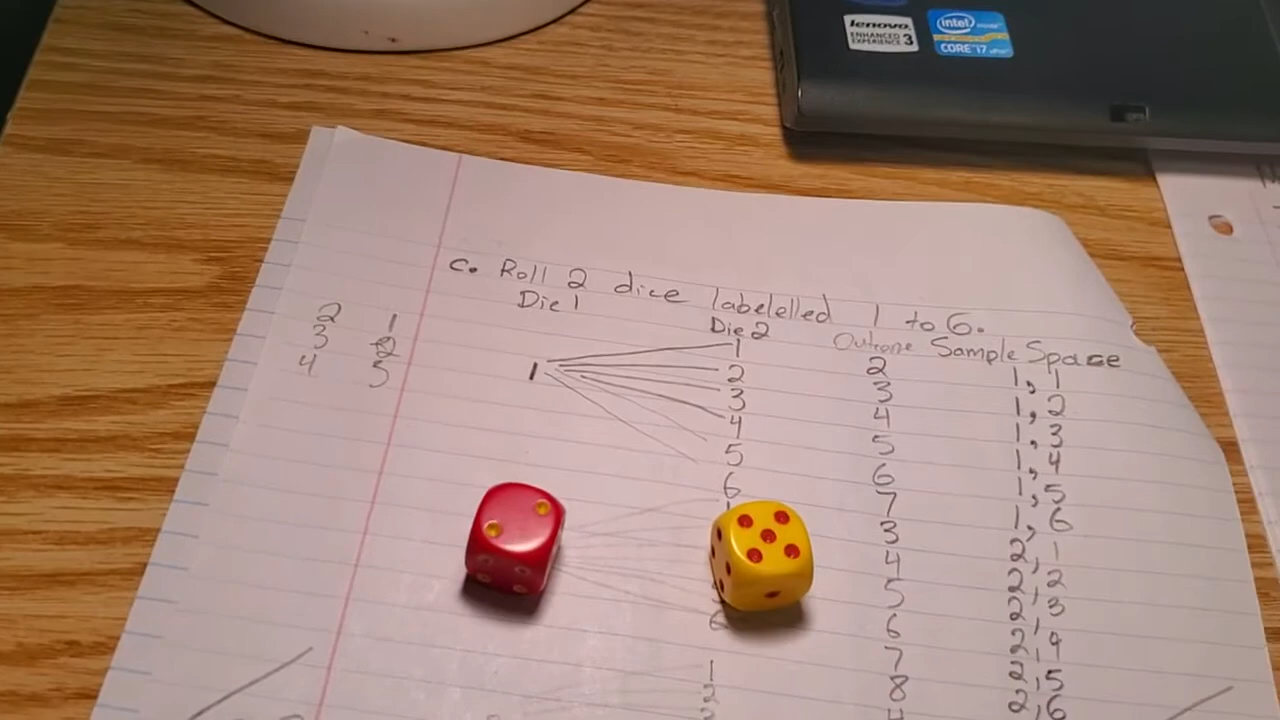 lenovo
ENHANCED
EXPERIENCE 3
intel
CORE i7 vPro
c. Roll 2 dice labelelled 1 to 6.
Die 1 Die 2 Outcome Sample Space
2 1
3 2
4 5
1
1 2 1, 1
2 3 1, 2
3 4 1, 3
4 5 1, 4
5 6 1, 5
6 7 1, 6
3 2, 1
4 2, 2
5 2, 3
6 6 2, 4
1 7 2, 5
2 8 2, 6